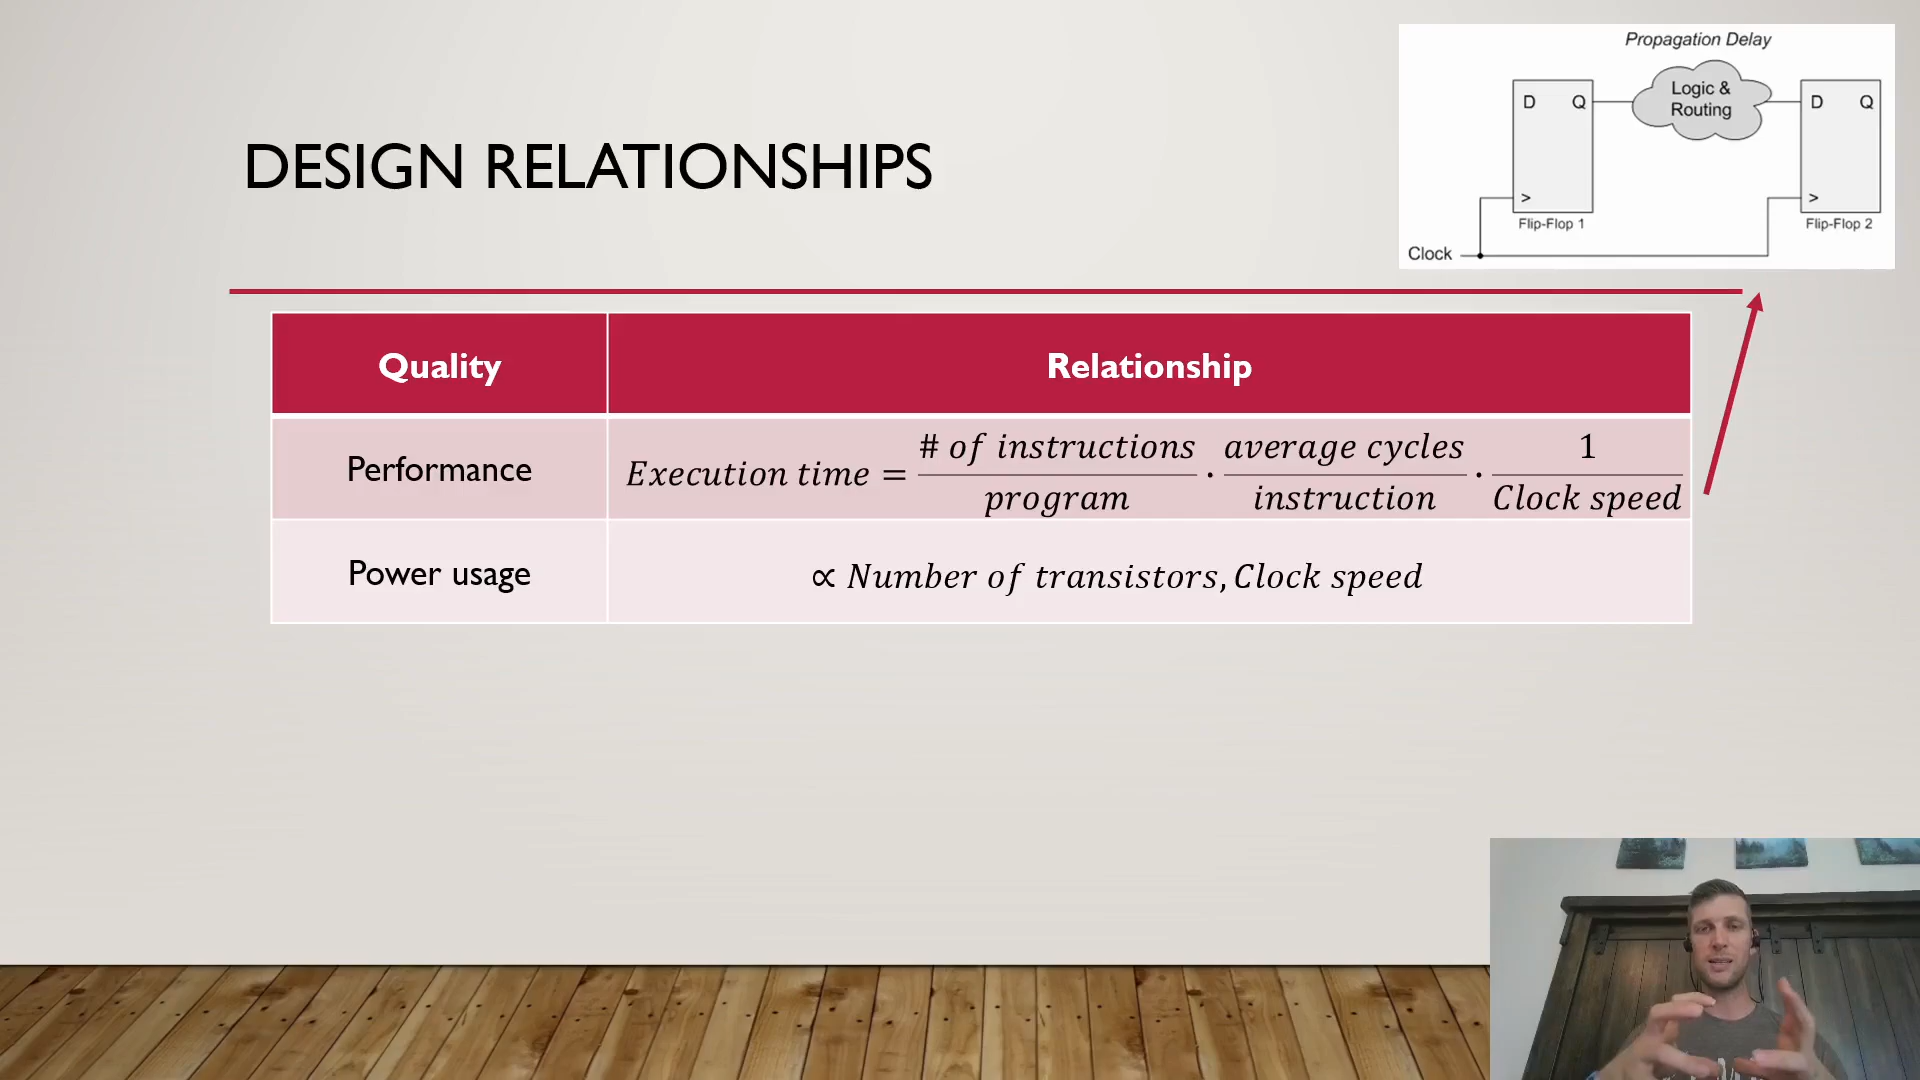 Propagation Delay
D Q
Logic &
Routing
D Q
>
>
Flip-Flop 1
Flip-Flop 2
Clock
DESIGN RELATIONSHIPS
Quality
Relationship
Performance
Execution time = # of instructions / program · average cycles / instruction · 1 / Clock speed
Power usage
∝ Number of transistors, Clock speed